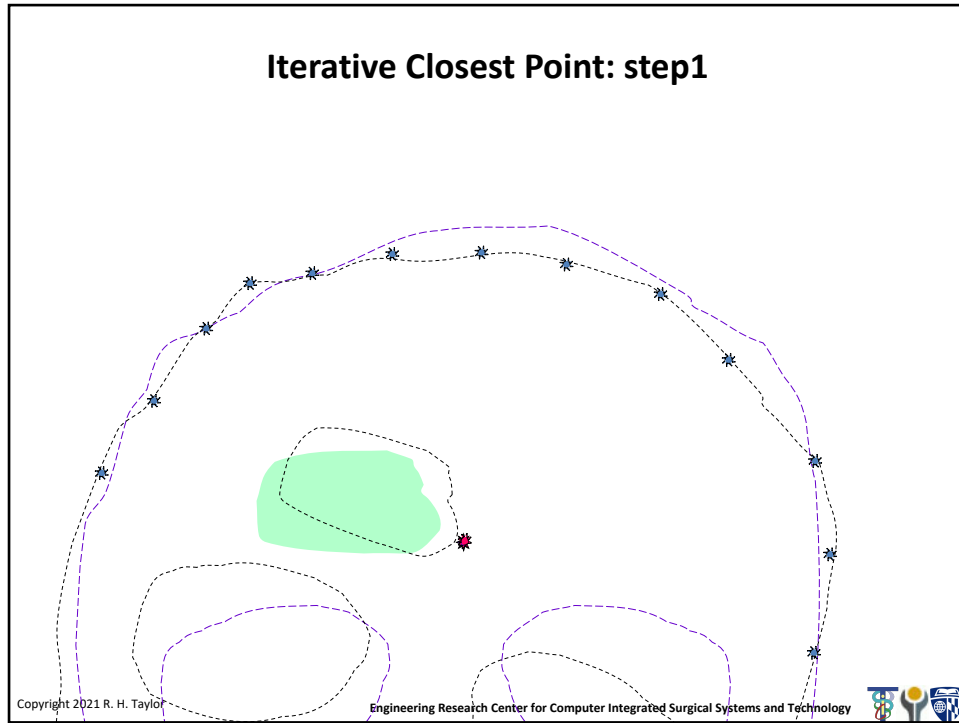 Iterative Closest Point: step1
Copyright 2021 R. H. Taylor
Engineering Research Center for Computer Integrated Surgical Systems and Technology